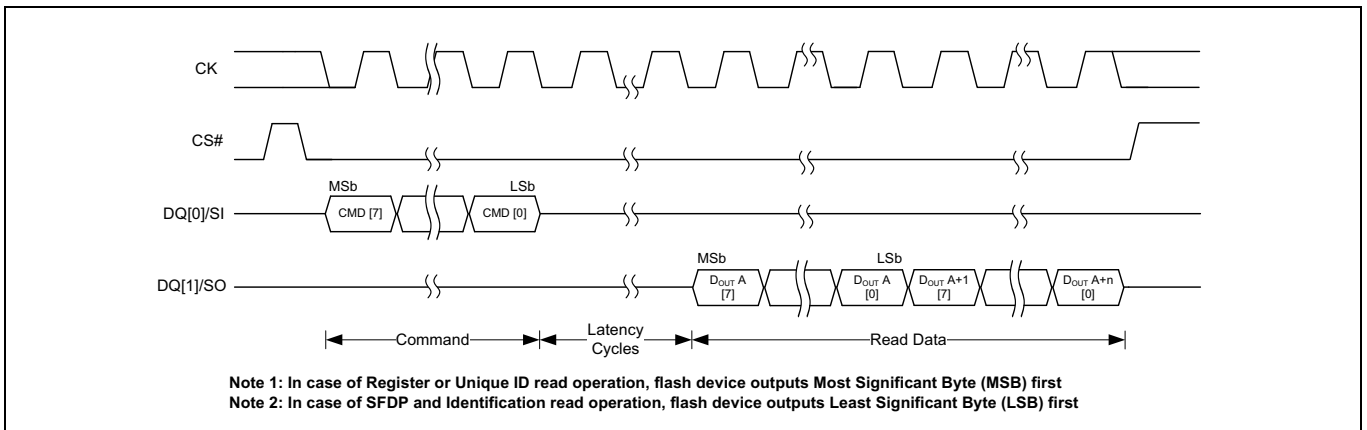 CK
CS#
MSb LSb
DQ[0]/SI CMD [7] CMD [0]
MSb LSb
DQ[1]/SO DOUT A [7] DOUT A [0] DOUT A+1 [7] DOUT A+n [0]
Command Latency Cycles Read Data
Note 1: In case of Register or Unique ID read operation, flash device outputs Most Significant Byte (MSB) first
Note 2: In case of SFDP and Identification read operation, flash device outputs Least Significant Byte (LSB) first